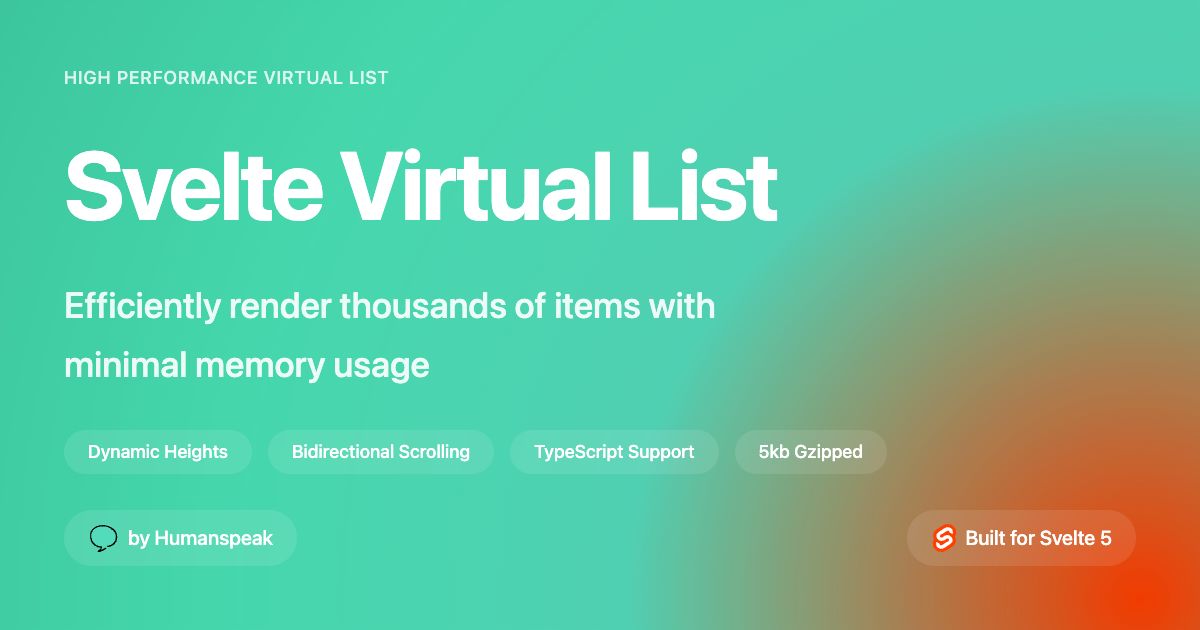 HIGH PERFORMANCE VIRTUAL LIST
Svelte Virtual List
Efficiently render thousands of items with
minimal memory usage
Dynamic Heights
Bidirectional Scrolling
TypeScript Support
5kb Gzipped
by Humanspeak
Built for Svelte 5